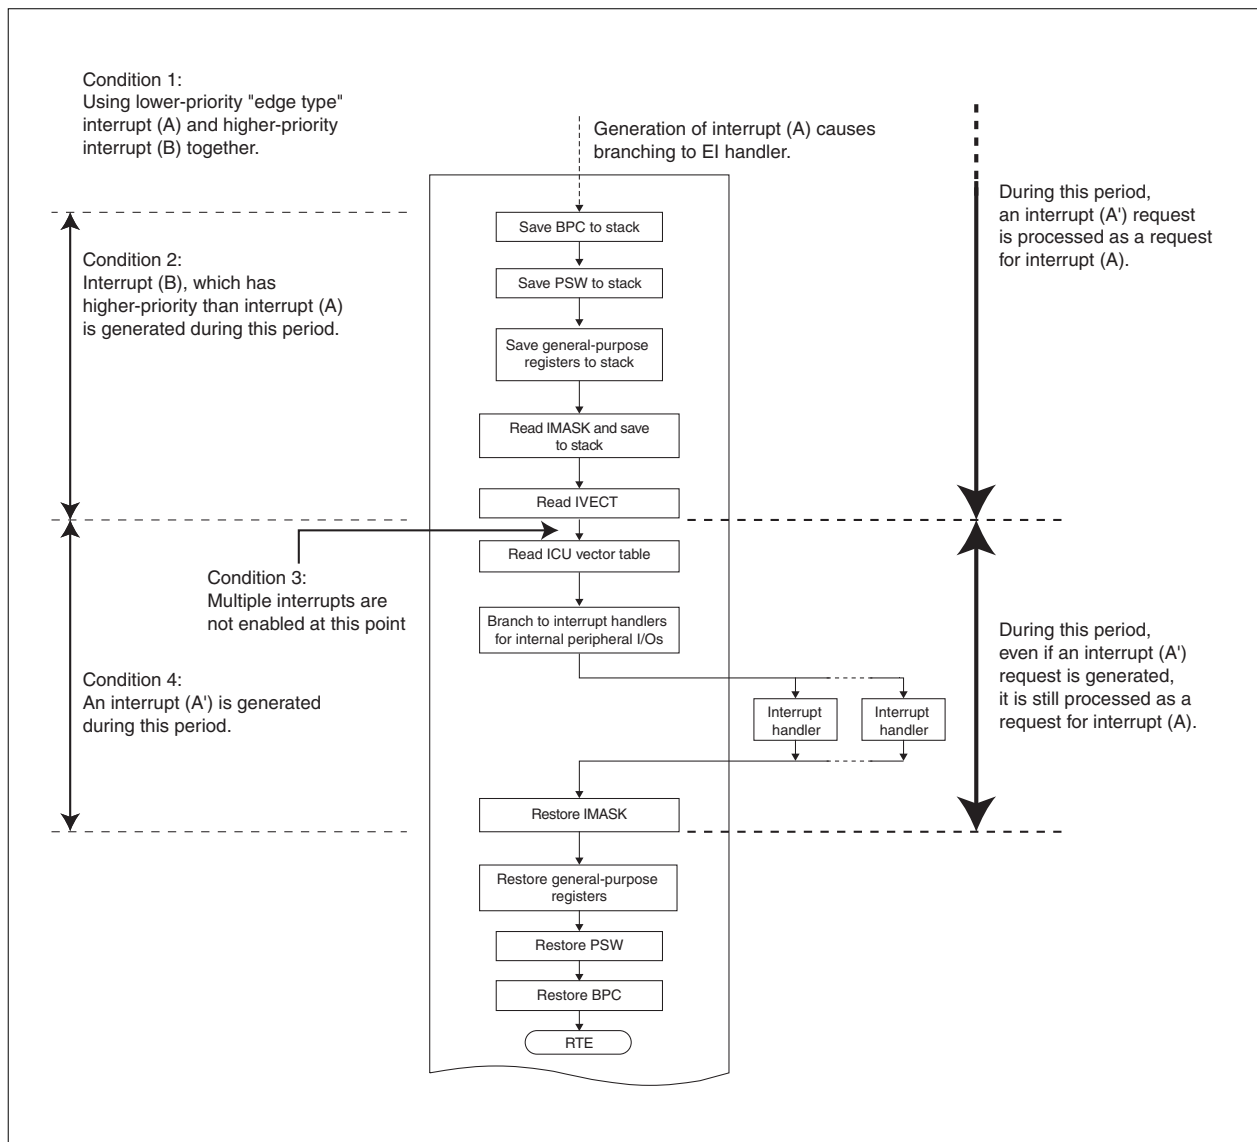 Condition 1:
Using lower-priority "edge type"
interrupt (A) and higher-priority
interrupt (B) together.
Generation of interrupt (A) causes
branching to EI handler.
During this period,
an interrupt (A') request
is processed as a request
for interrupt (A).
Condition 2:
Interrupt (B), which has
higher-priority than interrupt (A)
is generated during this period.
Save BPC to stack
Save PSW to stack
Save general-purpose
registers to stack
Read IMASK and save
to stack
Read IVECT
Read ICU vector table
Condition 3:
Multiple interrupts are
not enabled at this point
Branch to interrupt handlers
for internal peripheral I/Os
During this period,
even if an interrupt (A')
request is generated,
it is still processed as a
request for interrupt (A).
Condition 4:
An interrupt (A') is generated
during this period.
Interrupt
handler
Interrupt
handler
Restore IMASK
Restore general-purpose
registers
Restore PSW
Restore BPC
RTE